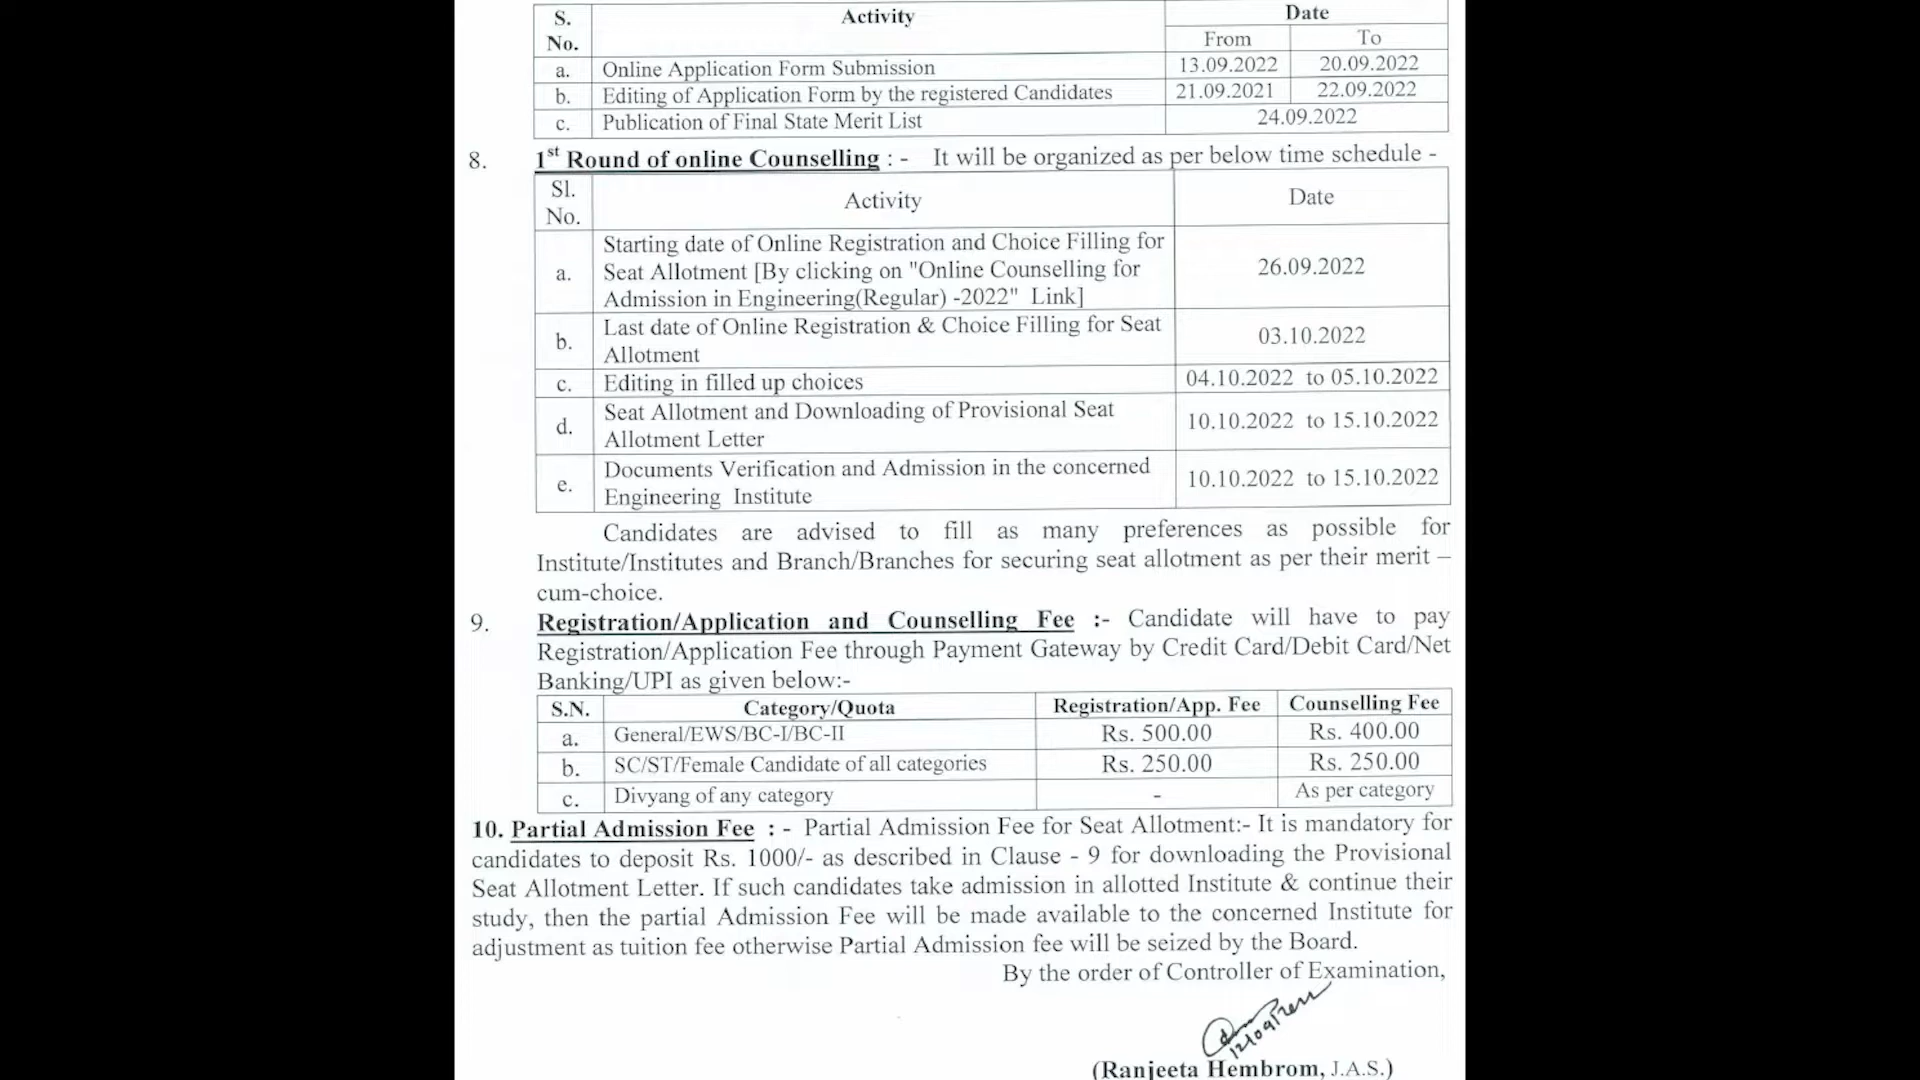 S. No. Activity Date
From To
a. Online Application Form Submission 13.09.2022 20.09.2022
b. Editing of Application Form by the registered Candidates 21.09.2021 22.09.2022
c. Publication of Final State Merit List 24.09.2022
8. 1st Round of online Counselling : - It will be organized as per below time schedule -
Sl. No. Activity Date
a. Starting date of Online Registration and Choice Filling for
Seat Allotment [By clicking on "Online Counselling for
Admission in Engineering(Regular) -2022" Link] 26.09.2022
b. Last date of Online Registration & Choice Filling for Seat
Allotment 03.10.2022
c. Editing in filled up choices 04.10.2022 to 05.10.2022
d. Seat Allotment and Downloading of Provisional Seat
Allotment Letter 10.10.2022 to 15.10.2022
e. Documents Verification and Admission in the concerned
Engineering Institute 10.10.2022 to 15.10.2022
Candidates are advised to fill as many preferences as possible for
Institute/Institutes and Branch/Branches for securing seat allotment as per their merit –
cum-choice.
9. Registration/Application and Counselling Fee :- Candidate will have to pay
Registration/Application Fee through Payment Gateway by Credit Card/Debit Card/Net
Banking/UPI as given below:-
S.N. Category/Quota Registration/App. Fee Counselling Fee
a. General/EWS/BC-I/BC-II Rs. 500.00 Rs. 400.00
b. SC/ST/Female Candidate of all categories Rs. 250.00 Rs. 250.00
c. Divyang of any category - As per category
10. Partial Admission Fee : - Partial Admission Fee for Seat Allotment:- It is mandatory for
candidates to deposit Rs. 1000/- as described in Clause - 9 for downloading the Provisional
Seat Allotment Letter. If such candidates take admission in allotted Institute & continue their
study, then the partial Admission Fee will be made available to the concerned Institute for
adjustment as tuition fee otherwise Partial Admission fee will be seized by the Board.
By the order of Controller of Examination,
(Ranjeeta Hembrom, J.A.S.)